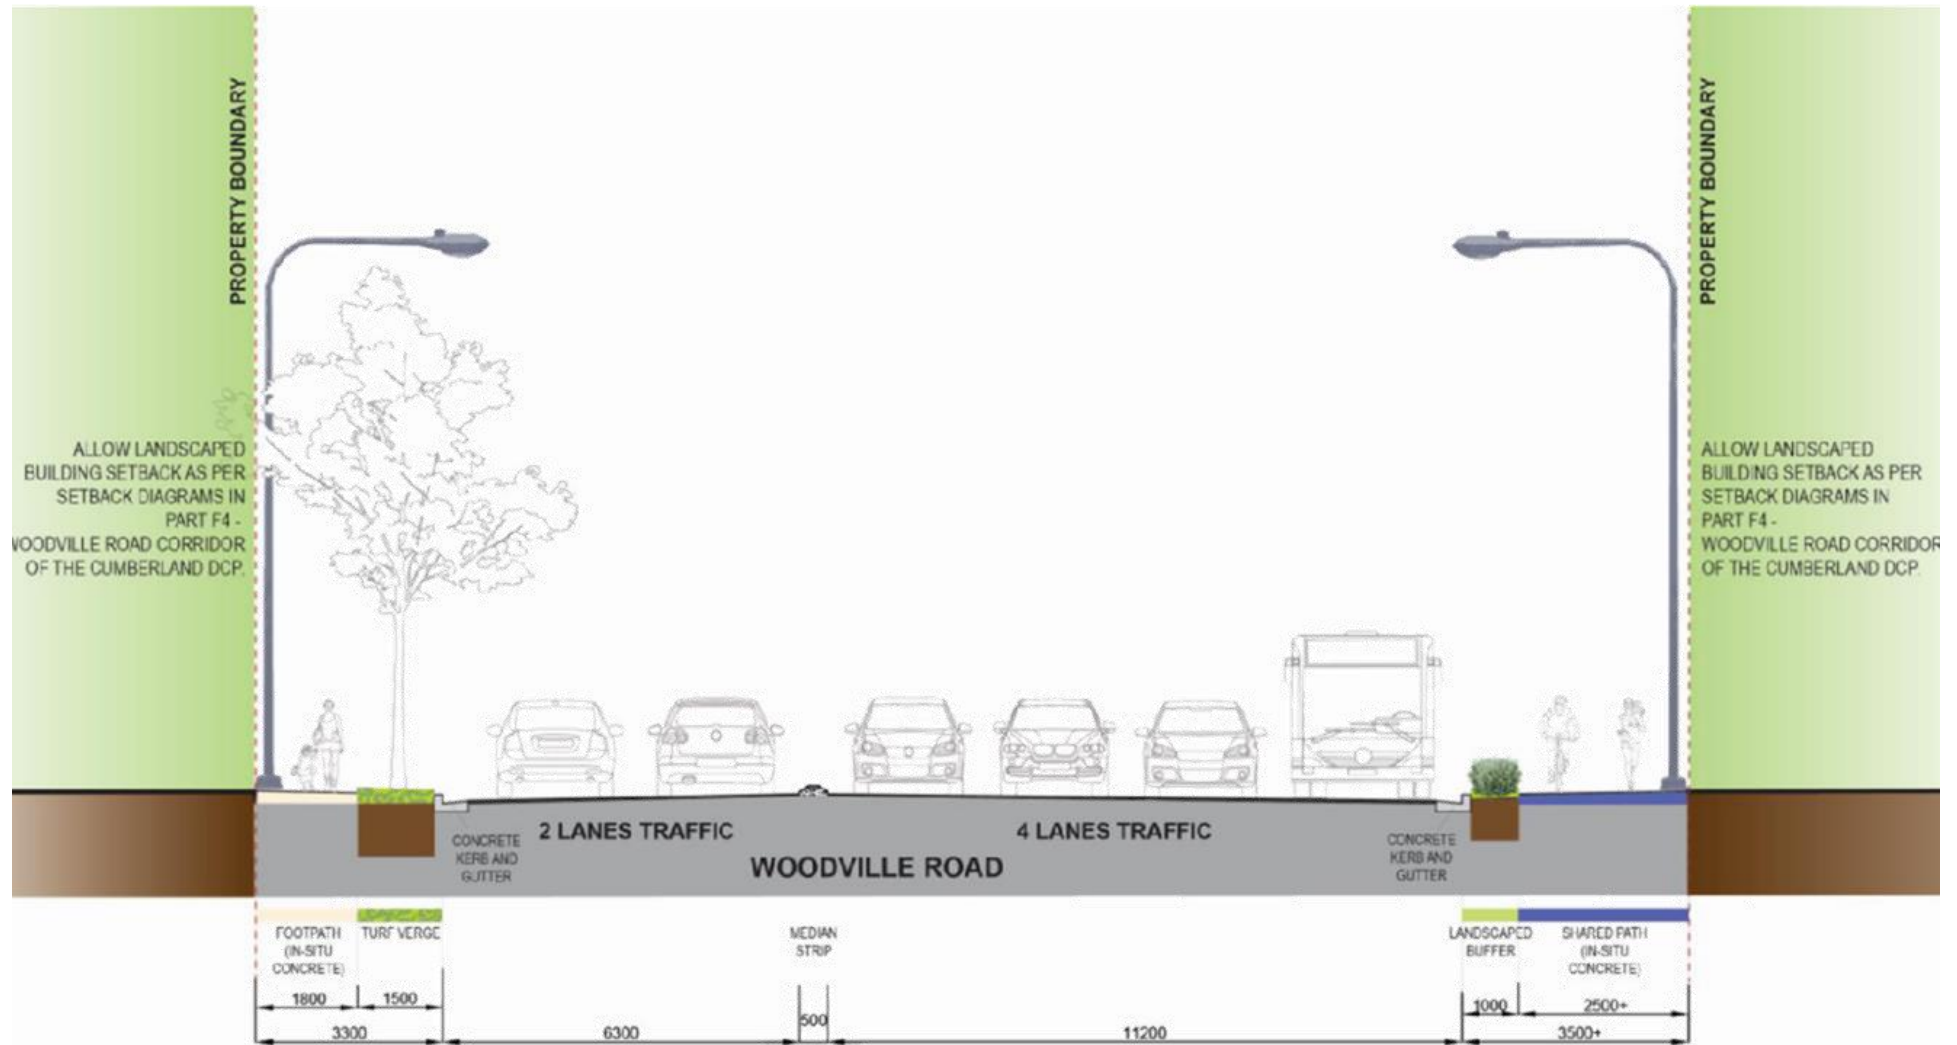 PROPERTY BOUNDARY
PROPERTY BOUNDARY
ALLOW LANDSCAPED
BUILDING SETBACK AS PER
SETBACK DIAGRAMS IN
PART F4 -
WOODVILLE ROAD CORRIDOR
OF THE CUMBERLAND DCP.
ALLOW LANDSCAPED
BUILDING SETBACK AS PER
SETBACK DIAGRAMS IN
PART F4 -
WOODVILLE ROAD CORRIDOR
OF THE CUMBERLAND DCP.
CONCRETE
KERB AND
GUTTER
2 LANES TRAFFIC
4 LANES TRAFFIC
CONCRETE
KERB AND
GUTTER
WOODVILLE ROAD
FOOTPATH
(IN-SITU
CONCRETE)
TURF VERGE
MEDIAN
STRIP
LANDSCAPED
BUFFER
SHARED PATH
(IN-SITU
CONCRETE)
1800
1500
500
1000
2500+
3300
6300
11200
3500+